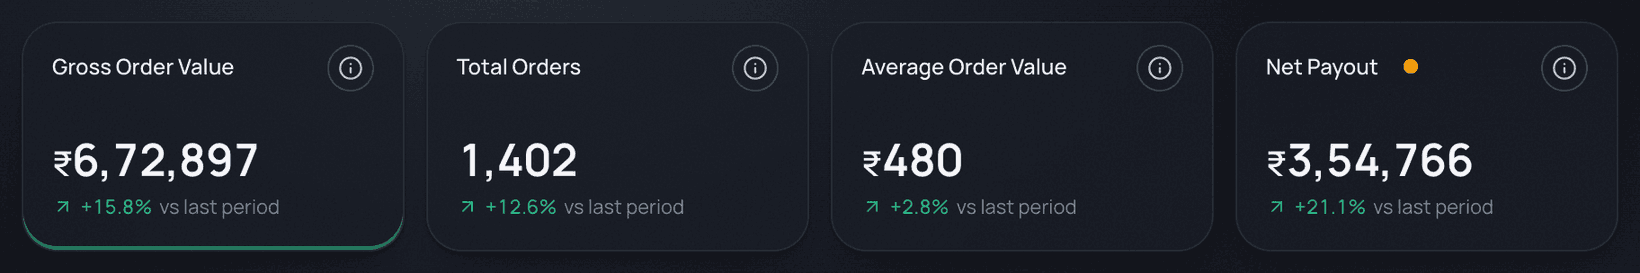 Gross Order Value
₹6,72,897
+15.8% vs last period
Total Orders
1,402
+12.6% vs last period
Average Order Value
₹480
+2.8% vs last period
Net Payout
₹3,54,766
+21.1% vs last period